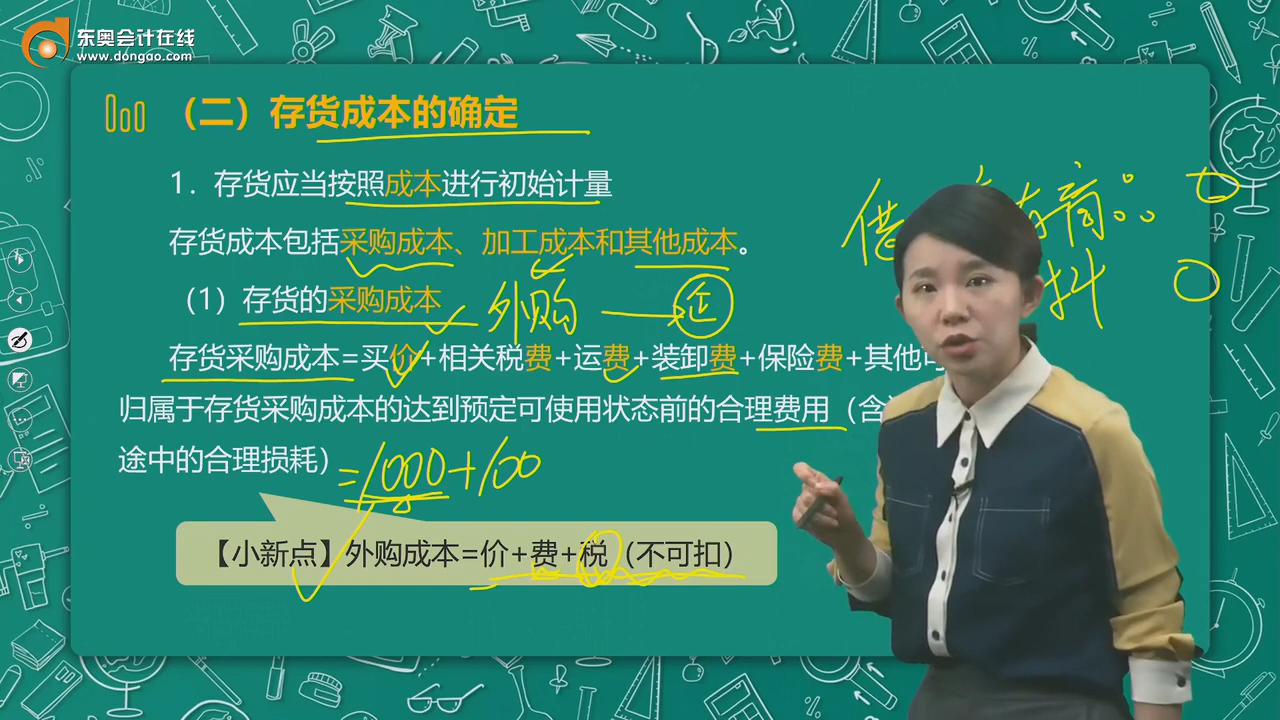 东奥会计在线
www.dongao.com
（二）存货成本的确定
1．存货应当按照成本进行初始计量
存货成本包括采购成本、加工成本和其他成本。
（1）存货的采购成本 外购 企
存货采购成本=买价+相关税费+运费+装卸费+保险费+其他
归属于存货采购成本的达到预定可使用状态前的合理费用（含
途中的合理损耗）
=1000+100
【小新点】外购成本=价+费+税（不可扣）
借
商品